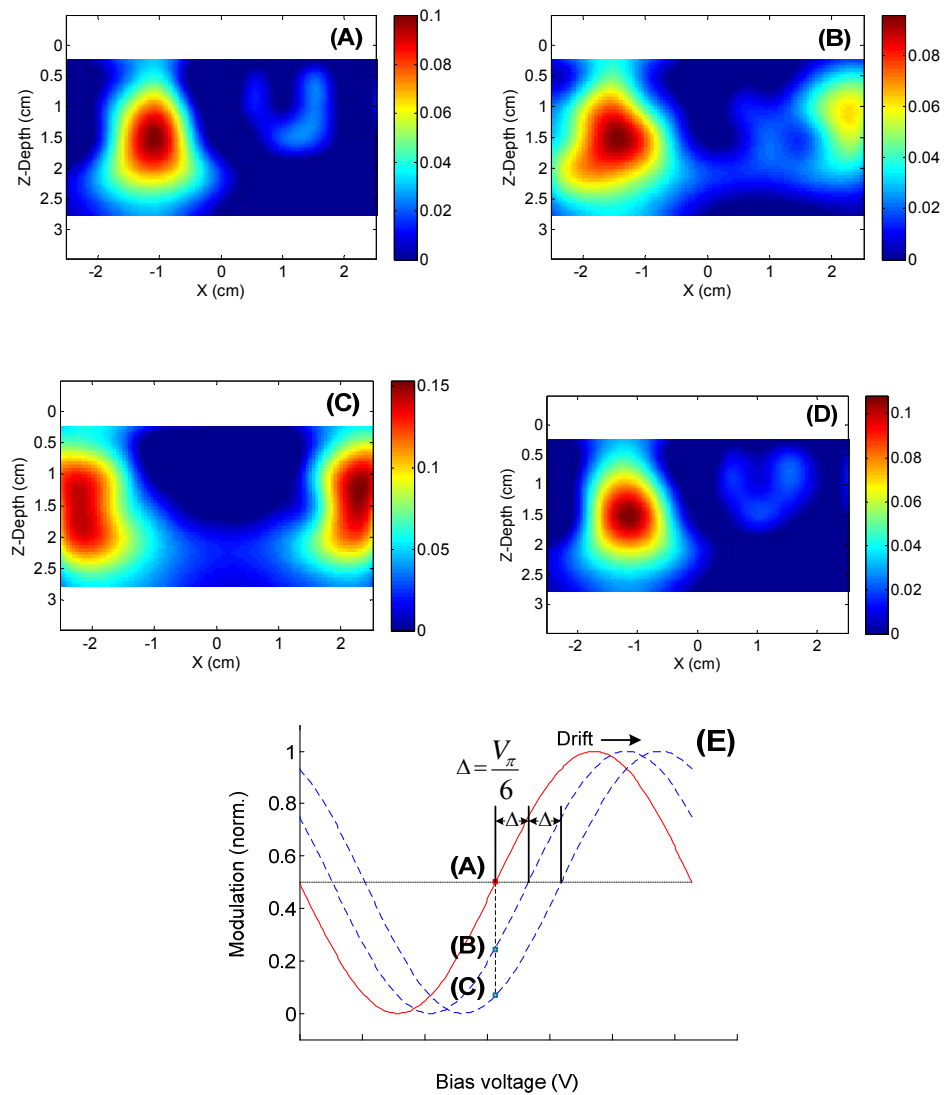 (A)
0
0.5
1
1.5
2
2.5
3
Z-Depth (cm)
-2 -1 0 1 2
X (cm)
0.1
0.08
0.06
0.04
0.02
0
(B)
0
0.5
1
1.5
2
2.5
3
Z-Depth (cm)
-2 -1 0 1 2
X (cm)
0.08
0.06
0.04
0.02
0
(C)
0
0.5
1
1.5
2
2.5
3
Z-Depth (cm)
-2 -1 0 1 2
X (cm)
0.15
0.1
0.05
0
(D)
0
0.5
1
1.5
2
2.5
3
Z-Depth (cm)
-2 -1 0 1 2
X (cm)
0.1
0.08
0.06
0.04
0.02
0
(E)
Drift
Δ = Vπ / 6
Δ Δ
1
0.8
0.6
0.4
0.2
0
Modulation (norm.)
(A)
(B)
(C)
Bias voltage (V)